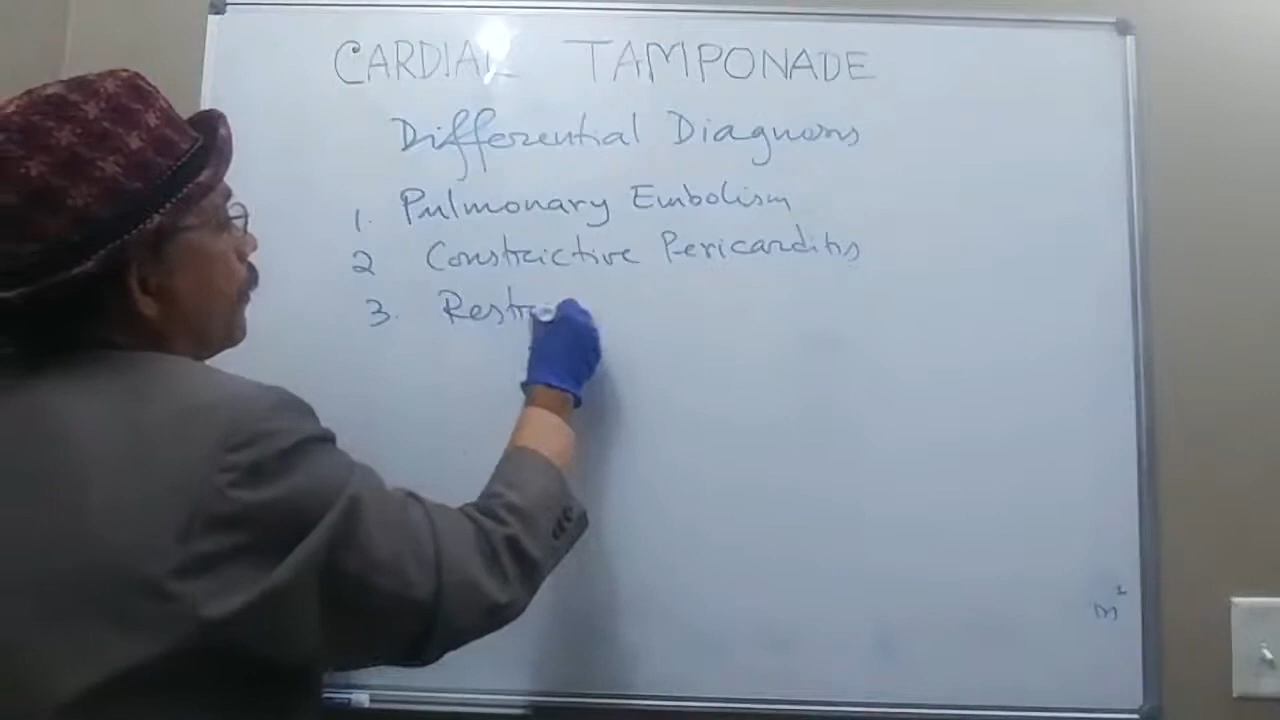 CARDIAC TAMPONADE
Differential Diagnosis
1. Pulmonary Embolism
2 Constrictive Pericarditis
3. Restr